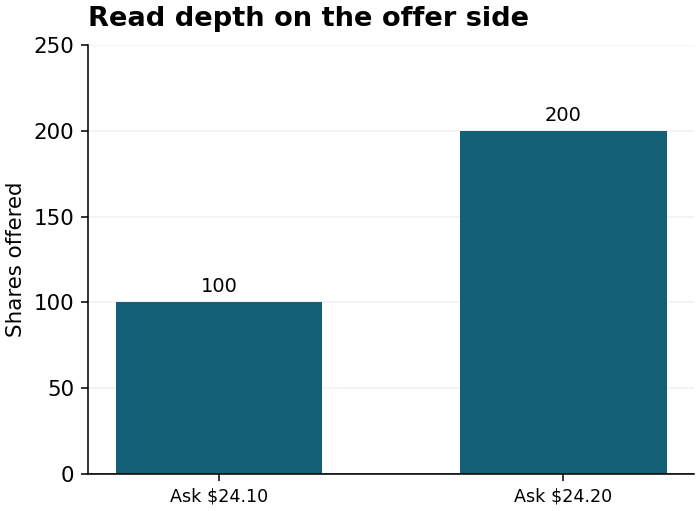 Read depth on the offer side
Shares offered
250
200
150
100
50
0
100
200
Ask $24.10
Ask $24.20